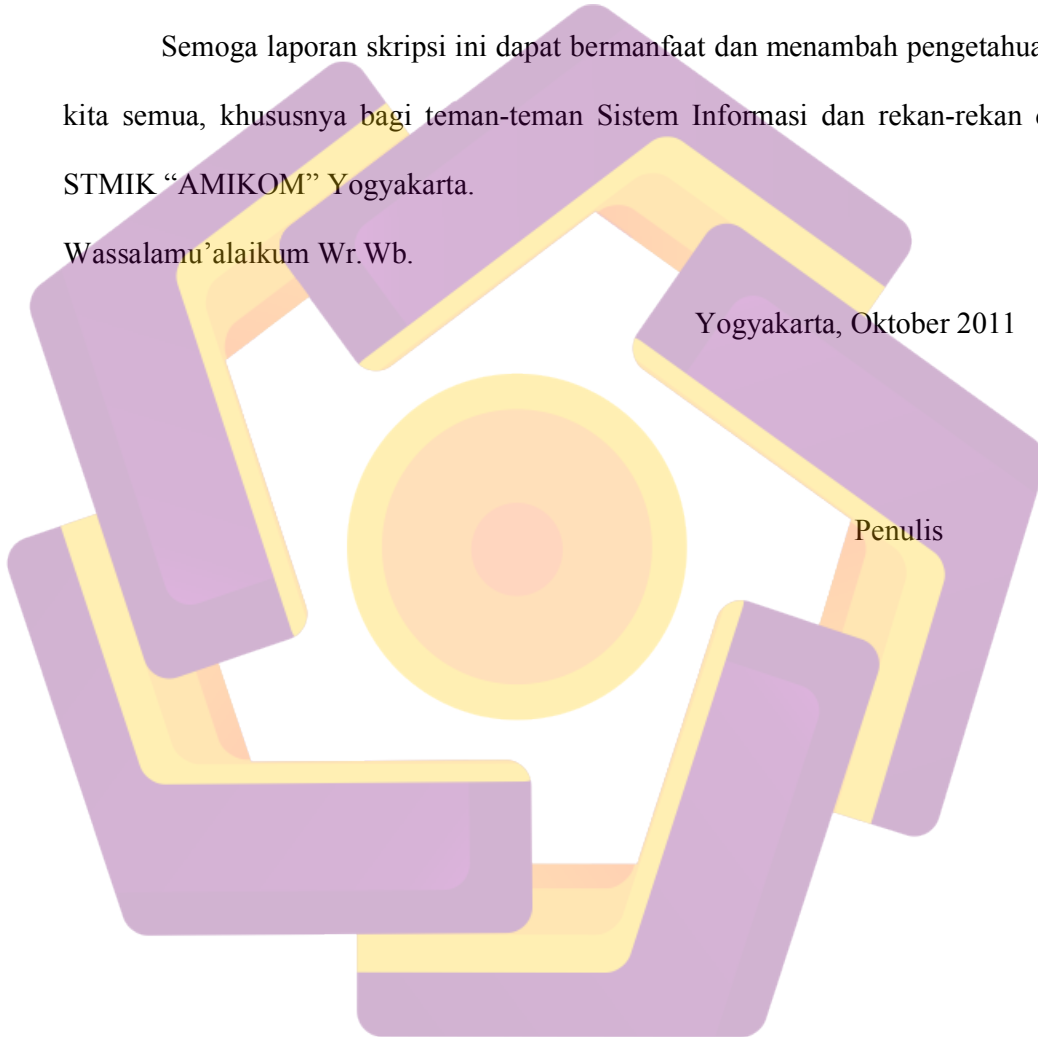 Semoga laporan skripsi ini dapat bermanfaat dan menambah
kita semua, khususnya bagi teman-teman Sistem Informasi dan rekan-rekan
STMIK “AMIKOM” Yogyakarta.
Wassalamu’alaikum Wr.Wb.
Yogyakarta, Oktober 2011
Penulis